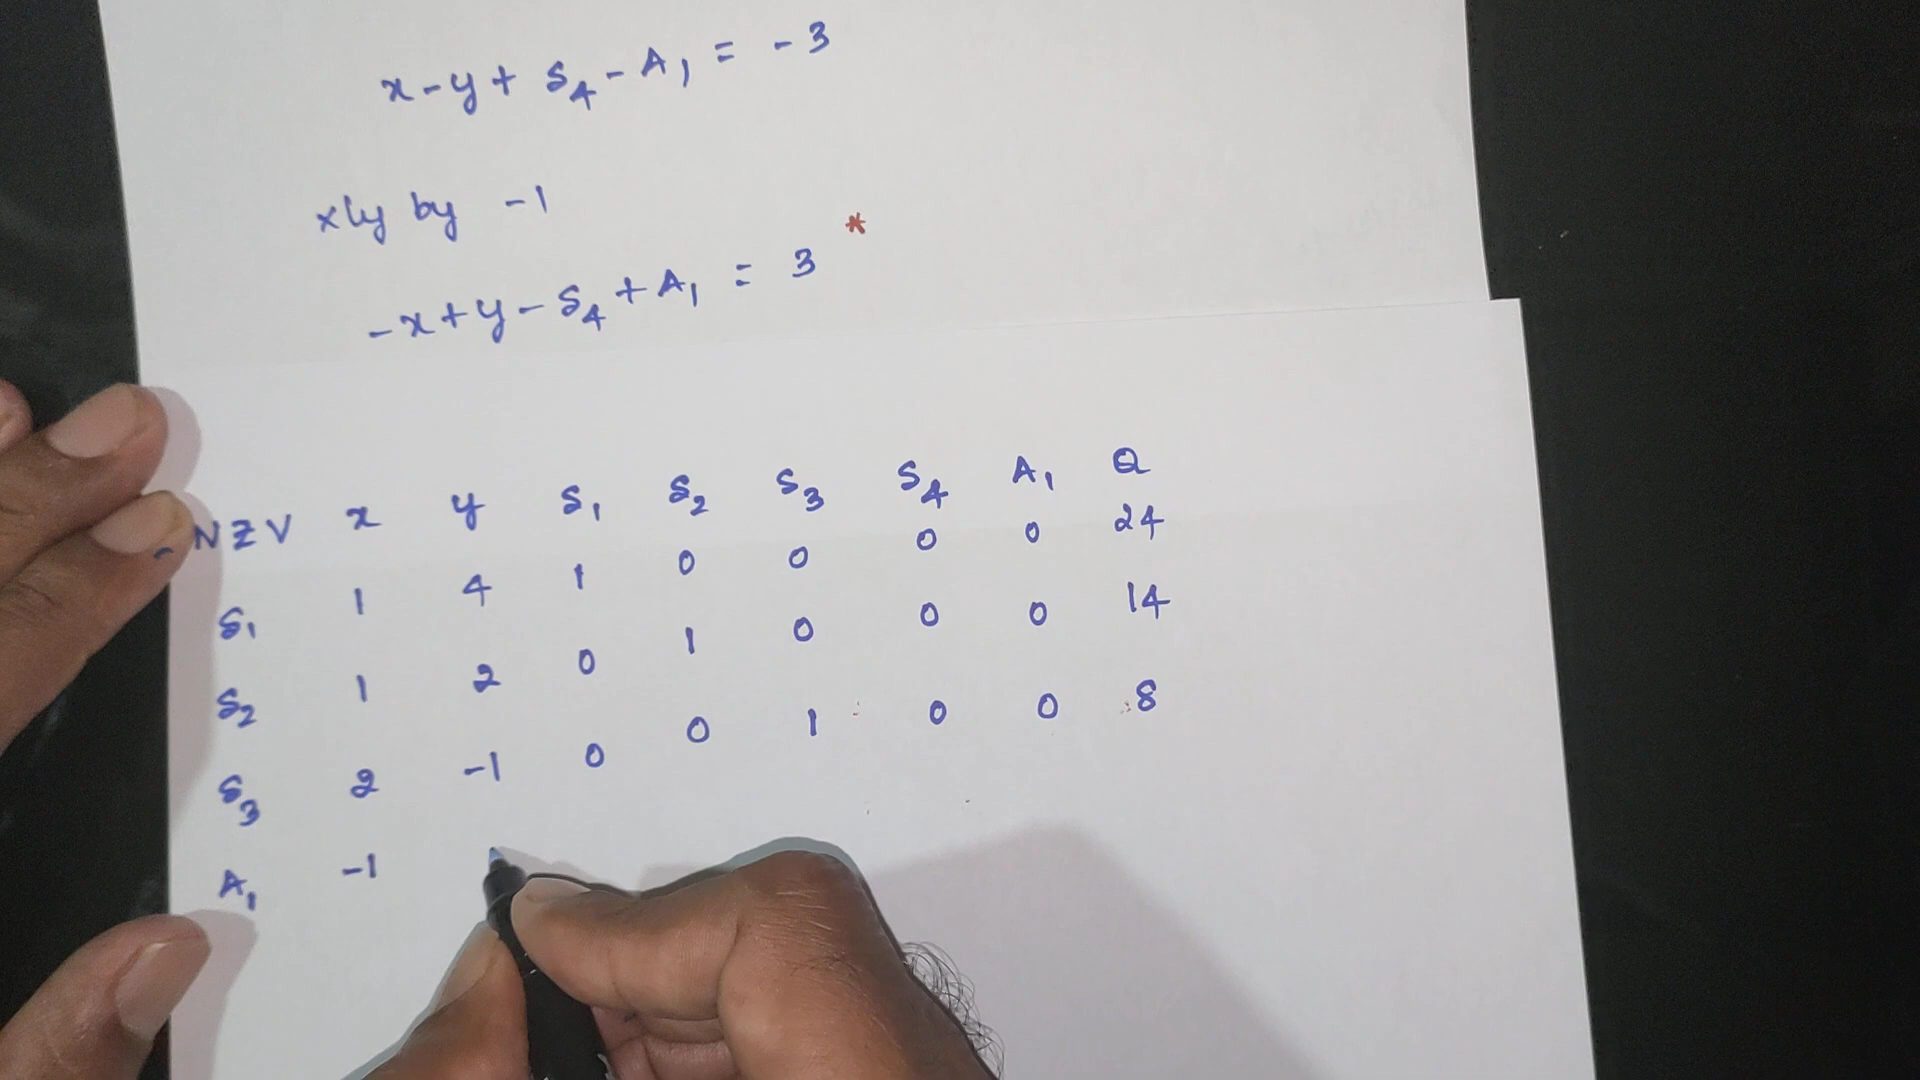 x - y + S₄ - A₁ = -3
xly by -1
*
-x + y - S₄ + A₁ = 3
NZV x y S₁ S₂ S₃ S₄ A₁ Q
S₁ 1 4 1 0 0 0 0 24
S₂ 1 2 0 1 0 0 0 14
S₃ 2 -1 0 0 1 0 0 8
A₁ -1